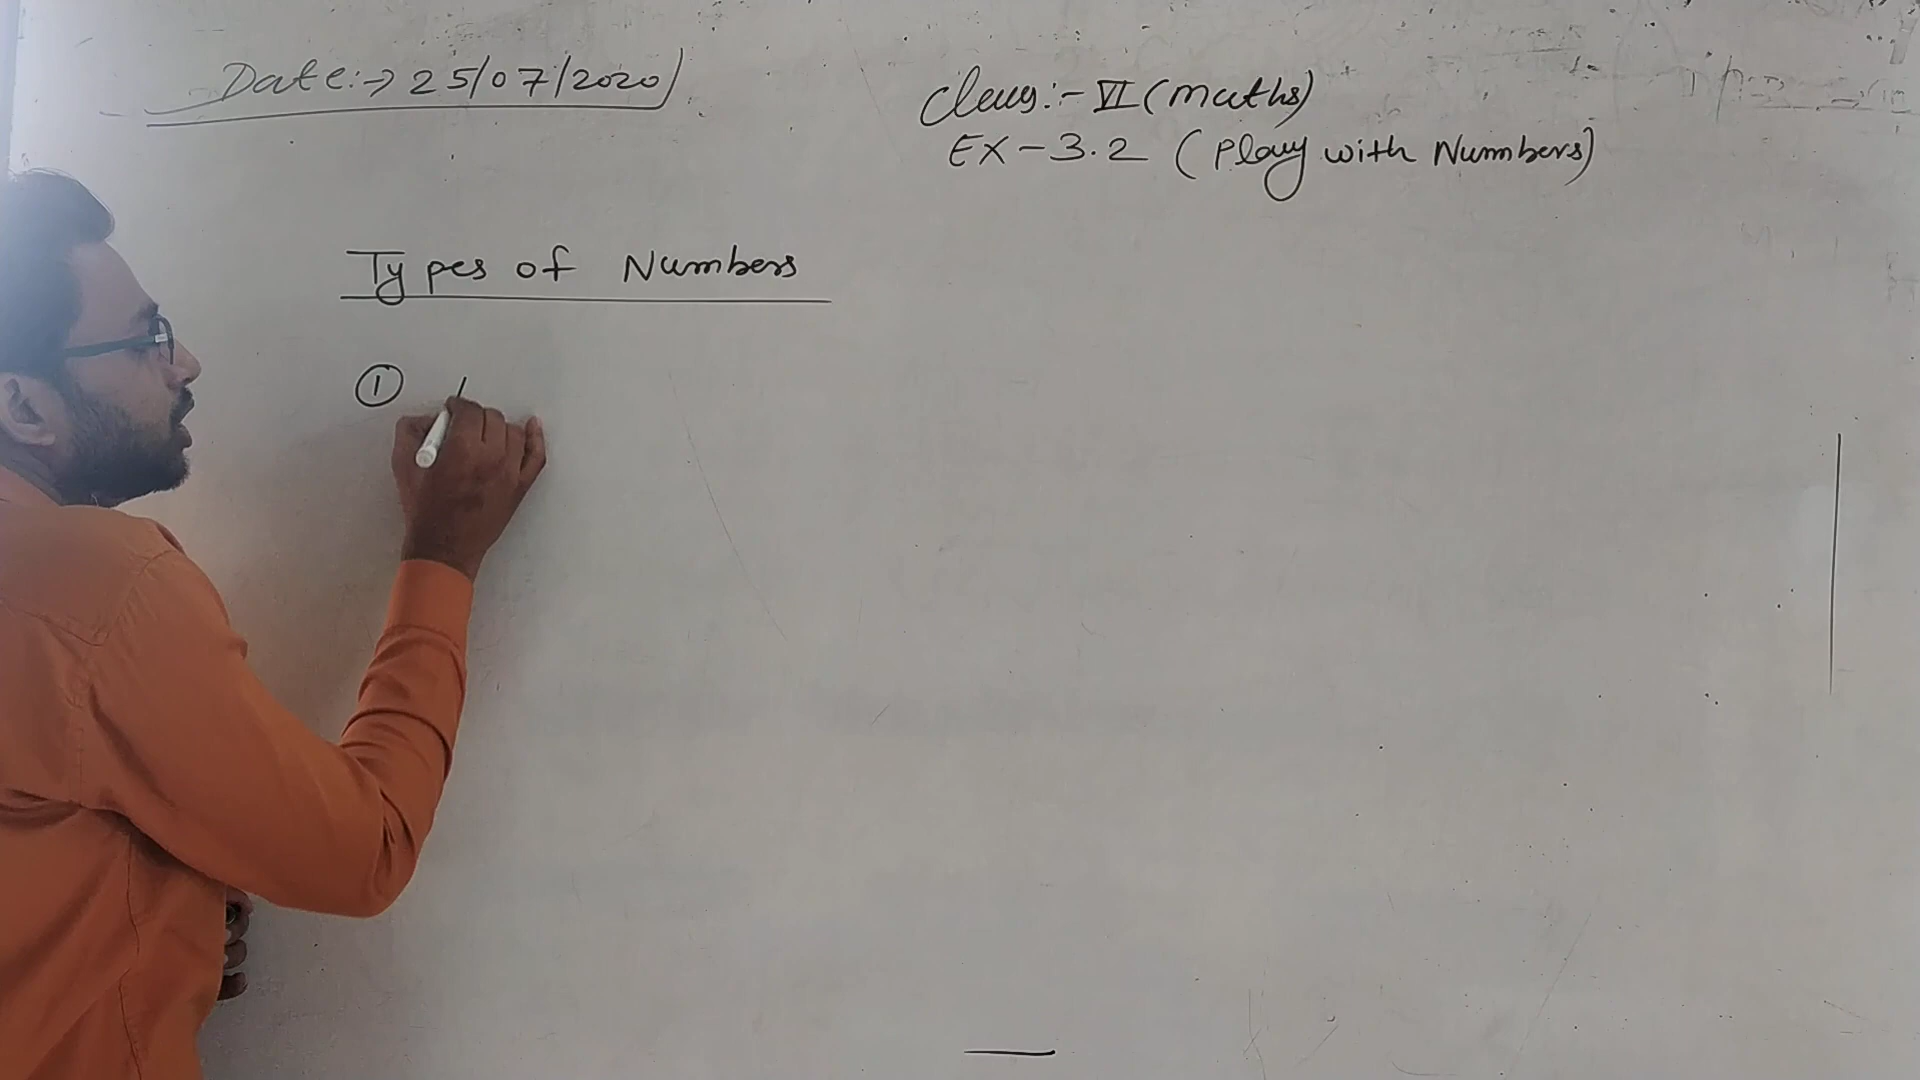 Date:→ 25/07/2020
Class:- VI (Maths)
EX - 3.2 (Play with Numbers)
Types of Numbers
①